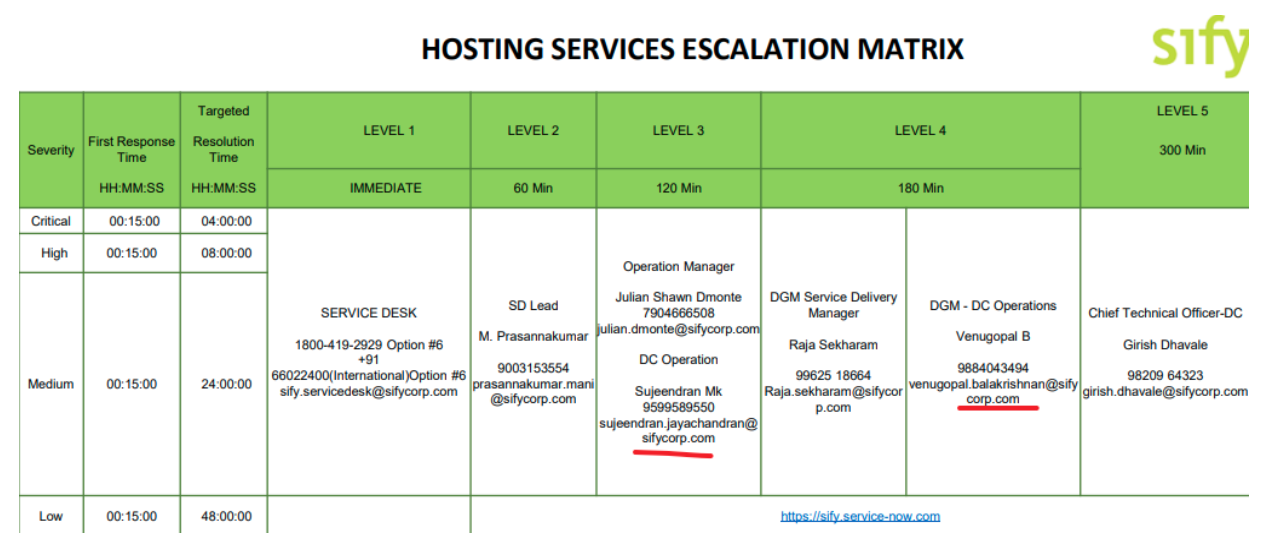 HOSTING SERVICES ESCALATION MATRIX
sify
Severity
First Response
Time
HH:MM:SS
Targeted
Resolution
Time
HH:MM:SS
LEVEL 1
IMMEDIATE
LEVEL 2
60 Min
LEVEL 3
120 Min
LEVEL 4
180 Min
LEVEL 5
300 Min
Critical
00:15:00
04:00:00
High
00:15:00
08:00:00
Medium
00:15:00
24:00:00
SERVICE DESK
1800-419-2929 Option #6
+91
66022400(International)Option #6
sify.servicedesk@sifycorp.com
SD Lead
M. Prasannakumar
9003153554
prasannakumar.mani
@sifycorp.com
Operation Manager
Julian Shawn Dmonte
7904666508
julian.dmonte@sifycorp.com
DC Operation
Sujeendran Mk
9599589550
sujeendran.jayachandran@
sifycorp.com
DGM Service Delivery
Manager
Raja Sekharam
99625 18664
Raja.sekharam@sifycor
p.com
DGM - DC Operations
Venugopal B
9884043494
venugopal.balakrishnan@sify
corp.com
Chief Technical Officer-DC
Girish Dhavale
98209 64323
girish.dhavale@sifycorp.com
Low
00:15:00
48:00:00
https://sify.service-now.com